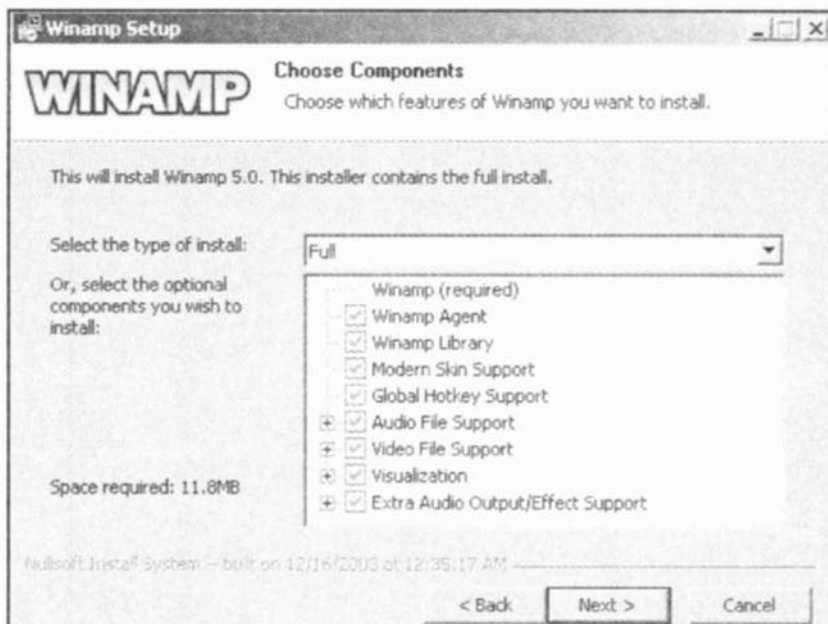 Winamp Setup
WINAMP
Choose Components
Choose which features of Winamp you want to install.
This will install Winamp 5.0. This installer contains the full install.
Select the type of install:
Full
Or, select the optional
components you wish to
install:
Winamp (required)
Winamp Agent
Winamp Library
Modern Skin Support
Global Hotkey Support
Audio File Support
Video File Support
Visualization
Extra Audio Output/Effect Support
Space required: 11.8MB
Nullsoft Install System -- built on 12/16/2003 at 12:35:17 AM
< Back
Next >
Cancel